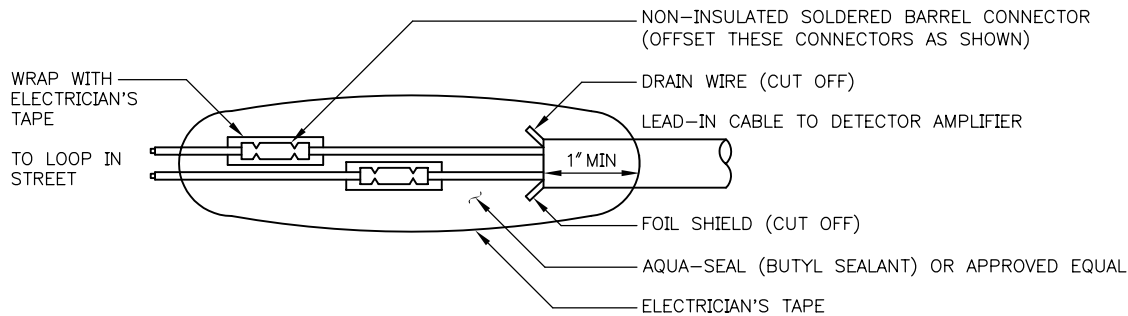 NON-INSULATED SOLDERED BARREL CONNECTOR
(OFFSET THESE CONNECTORS AS SHOWN)
WRAP WITH
ELECTRICIAN'S
TAPE
DRAIN WIRE (CUT OFF)
LEAD-IN CABLE TO DETECTOR AMPLIFIER
TO LOOP IN
STREET
1" MIN
FOIL SHIELD (CUT OFF)
AQUA-SEAL (BUTYL SEALANT) OR APPROVED EQUAL
ELECTRICIAN'S TAPE